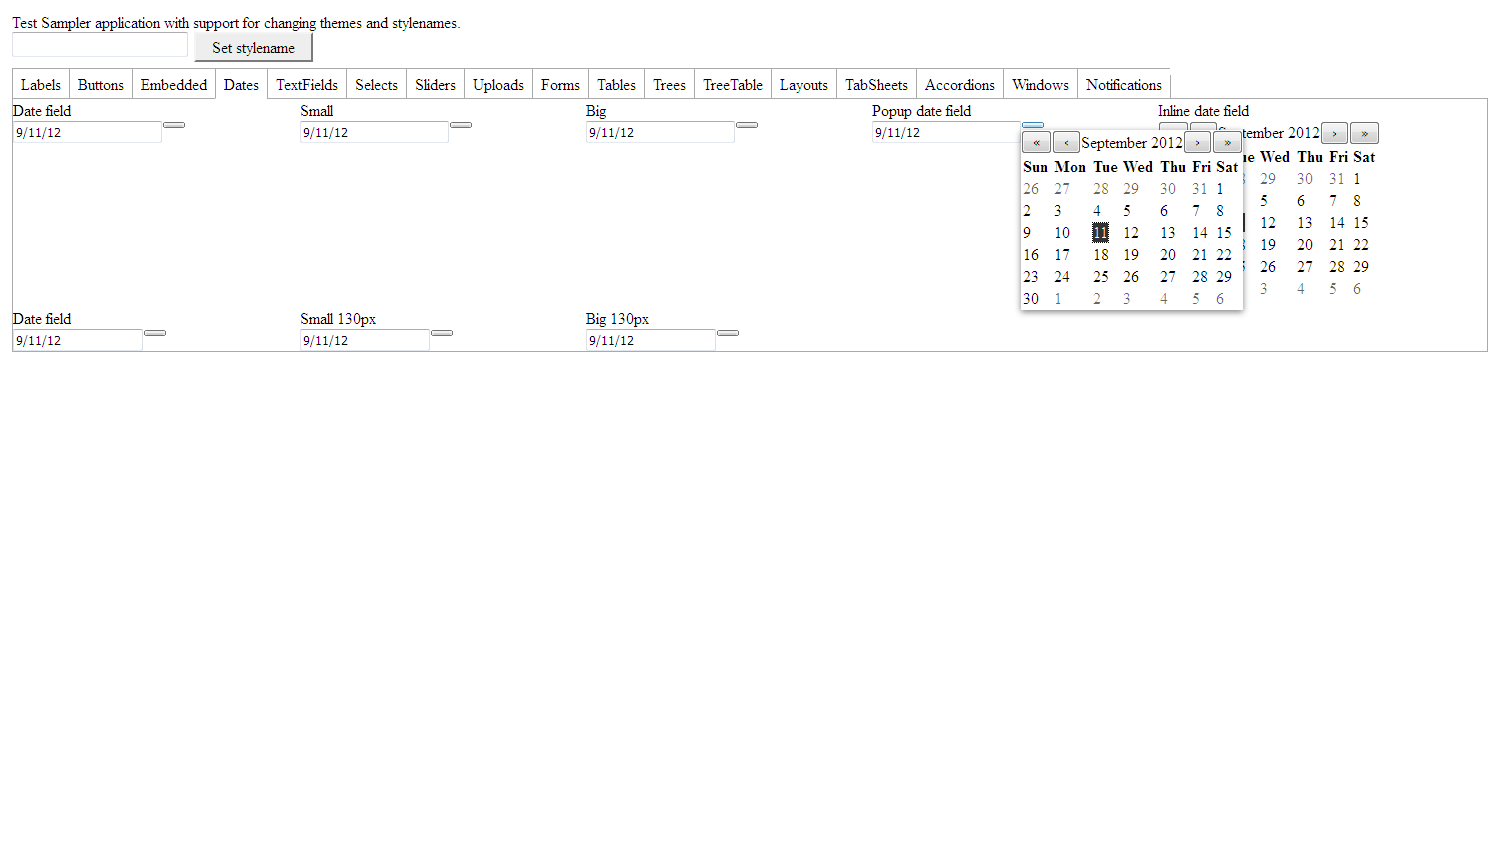 Test Sampler application with support for changing themes and stylenames.
Set stylename
Labels Buttons Embedded Dates TextFields Selects Sliders Uploads Forms Tables Trees TreeTable Layouts TabSheets Accordions Windows Notifications
Date field Small Big Popup date field Inline date field
9/11/12 9/11/12 9/11/12 9/11/12
« ‹ September 2012 › »
Sun Mon Tue Wed Thu Fri Sat
26 27 28 29 30 31 1
2 3 4 5 6 7 8
9 10 11 12 13 14 15
16 17 18 19 20 21 22
23 24 25 26 27 28 29
30 1 2 3 4 5 6
tember 2012 › »
Wed Thu Fri Sat
29 30 31 1
5 6 7 8
12 13 14 15
19 20 21 22
26 27 28 29
3 4 5 6
Date field Small 130px Big 130px
9/11/12 9/11/12 9/11/12